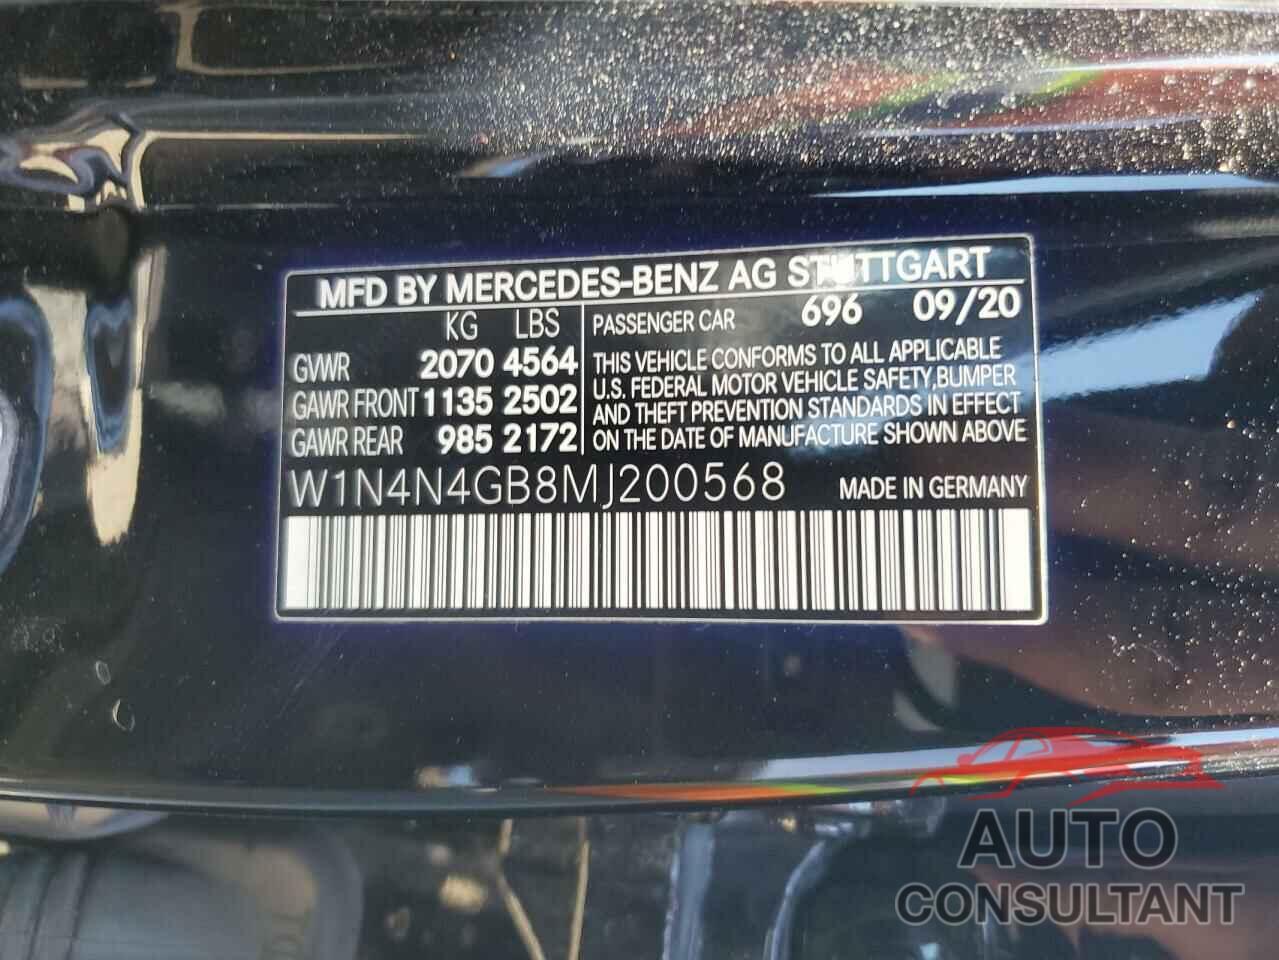 MFD BY MERCEDES-BENZ AG STUTTGART
KG LBS
GVWR 2070 4564
GAWR FRONT 1135 2502
GAWR REAR 985 2172
PASSENGER CAR 696 09/20
THIS VEHICLE CONFORMS TO ALL APPLICABLE
U.S. FEDERAL MOTOR VEHICLE SAFETY, BUMPER
AND THEFT PREVENTION STANDARDS IN EFFECT
ON THE DATE OF MANUFACTURE SHOWN ABOVE
W1N4N4GB8MJ200568 MADE IN GERMANY
AUTO
CONSULTANT